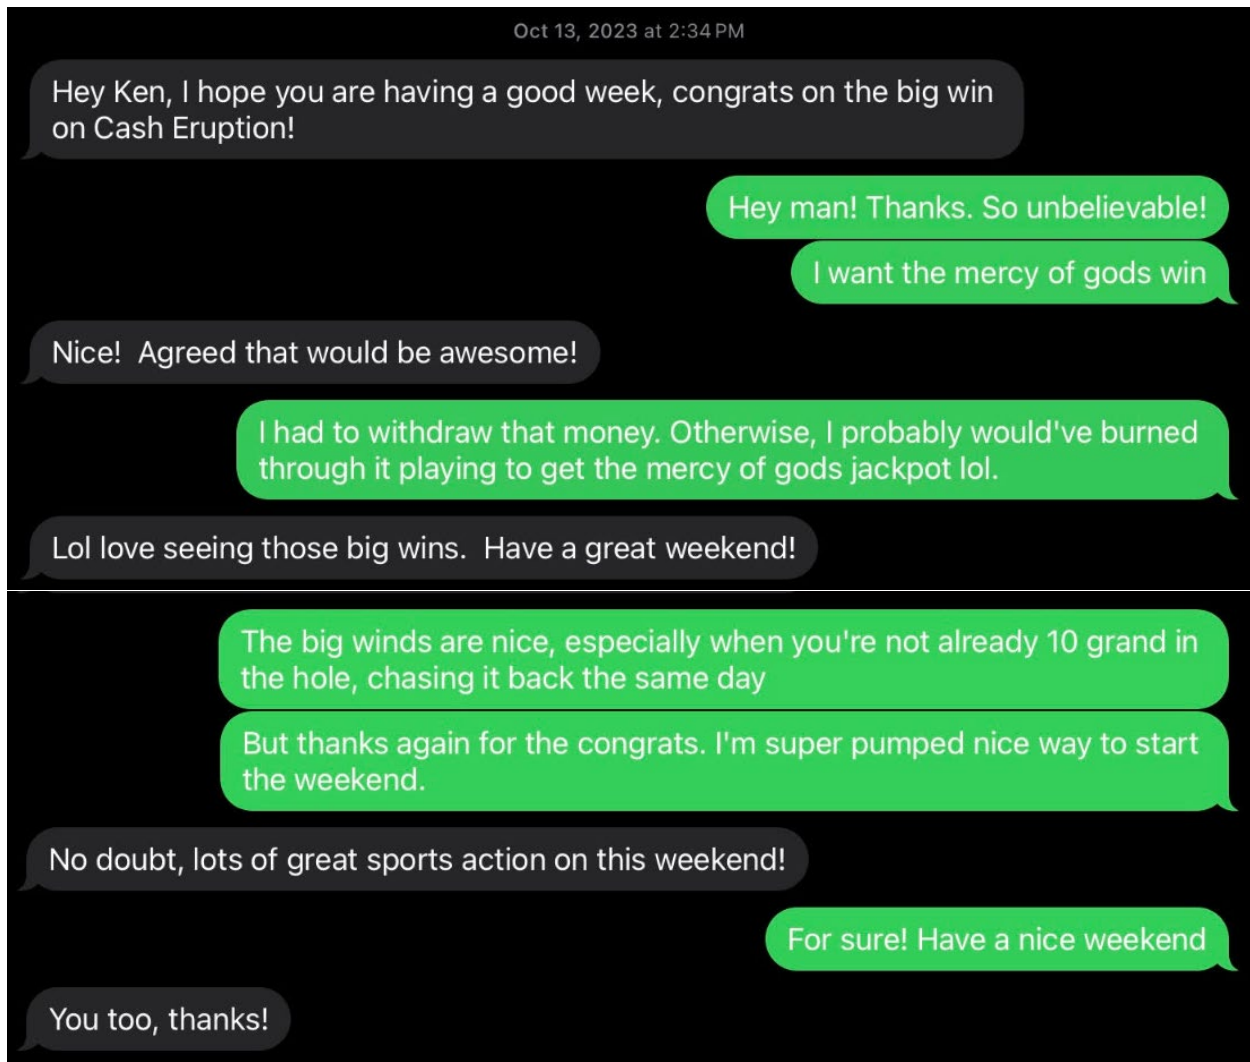 Oct 13, 2023 at 2:34 PM
Hey Ken, I hope you are having a good week, congrats on the big win
on Cash Eruption!
Hey man! Thanks. So unbelievable!
I want the mercy of gods win
Nice!  Agreed that would be awesome!
I had to withdraw that money. Otherwise, I probably would've burned
through it playing to get the mercy of gods jackpot lol.
Lol love seeing those big wins.  Have a great weekend!
The big winds are nice, especially when you're not already 10 grand in
the hole, chasing it back the same day
But thanks again for the congrats. I'm super pumped nice way to start
the weekend.
No doubt, lots of great sports action on this weekend!
For sure! Have a nice weekend
You too, thanks!